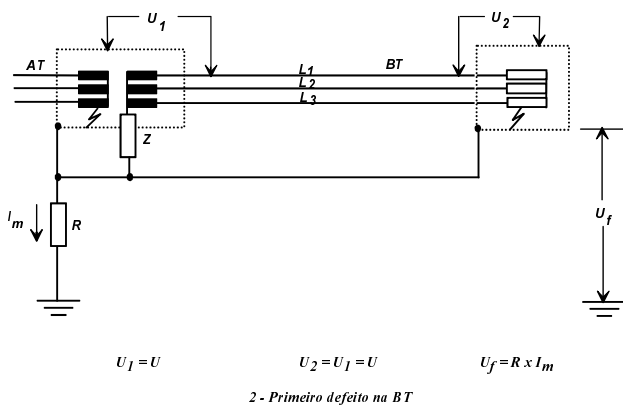 U1
U2
AT
L1
BT
L2
L3
Z
Im
R
Uf
U1 = U
U2 = U1 = U
Uf = R x Im
2 - Primeiro defeito na BT